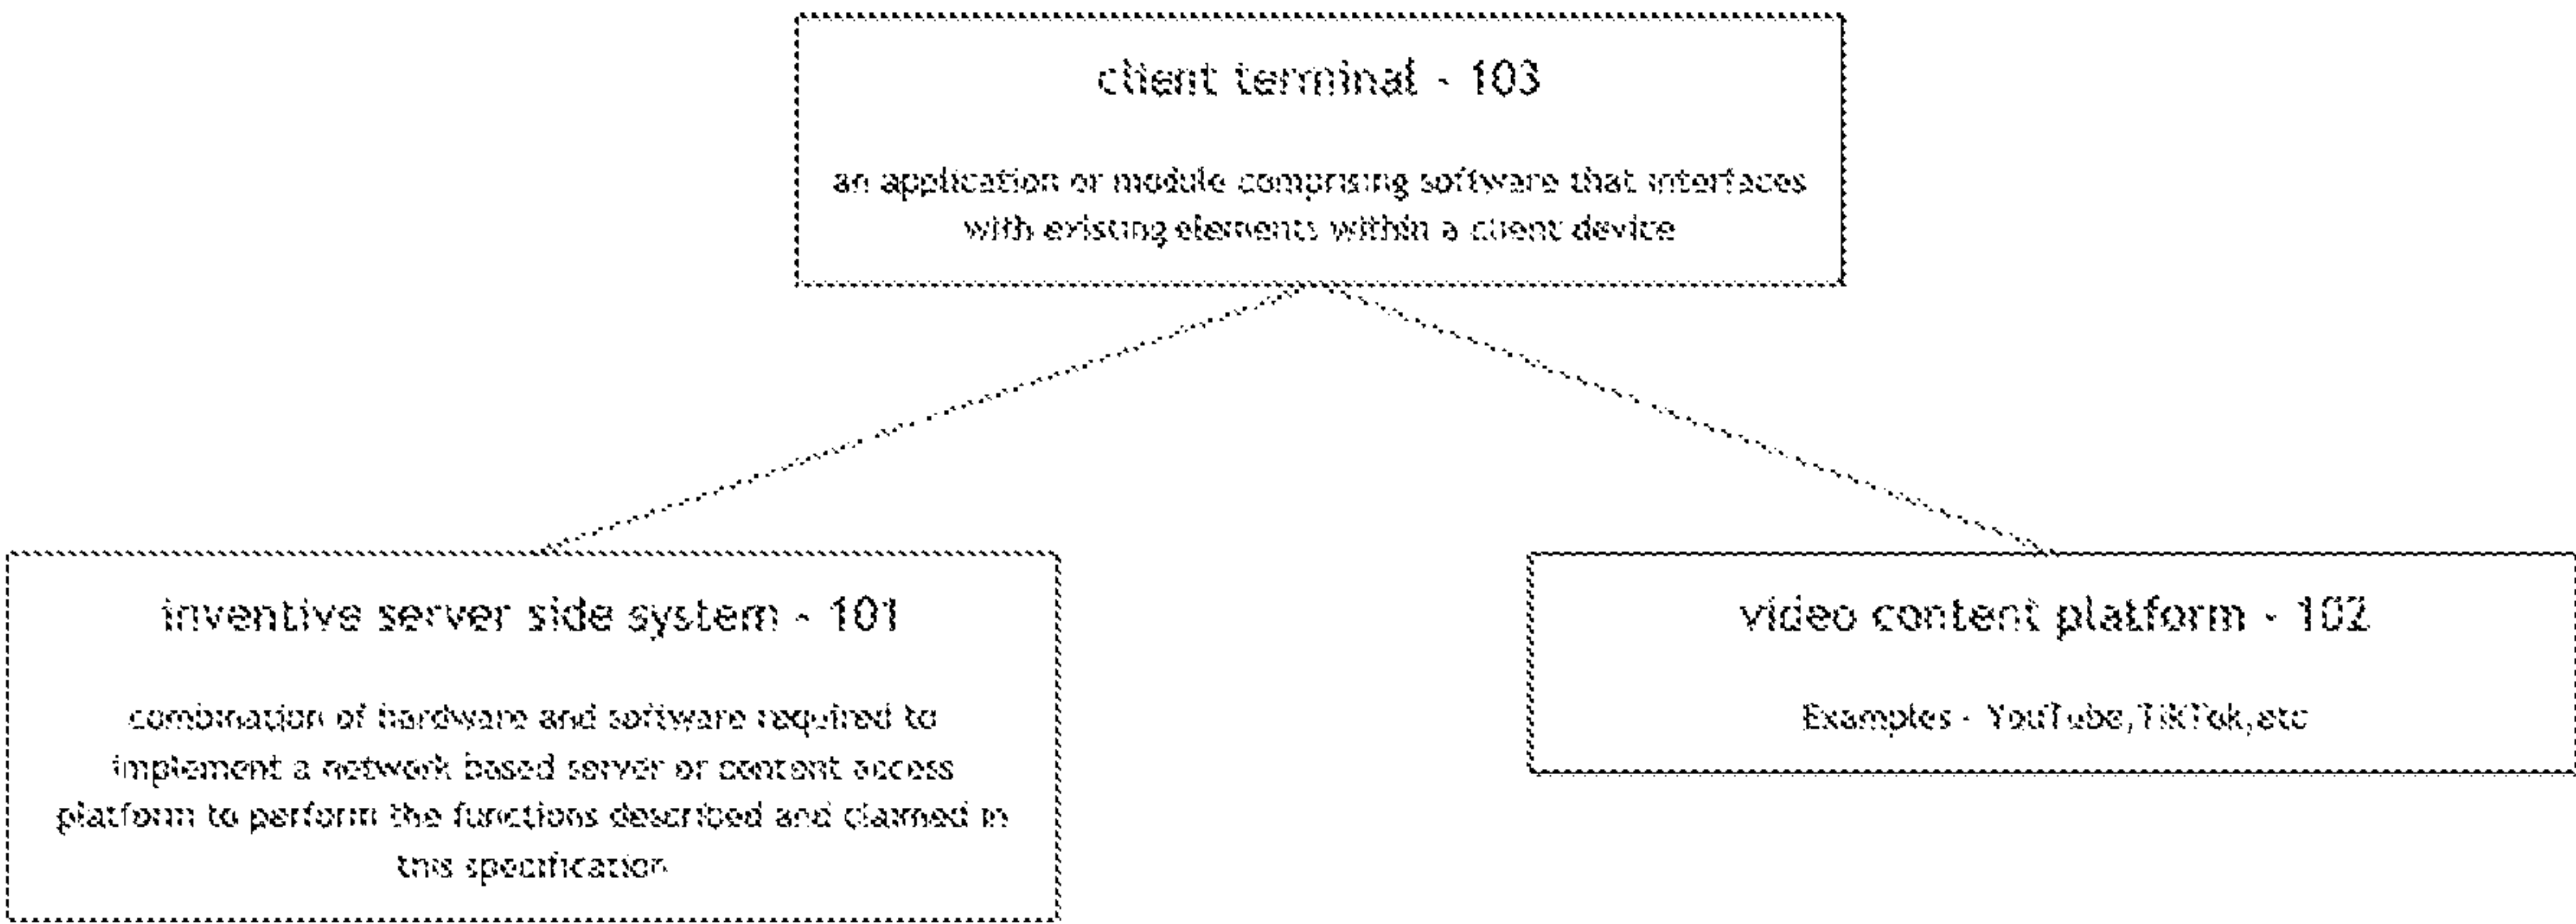 client terminal - 103
an application or module comprising software that interfaces
with existing elements within a client device
inventive server side system - 101
combination of hardware and software required to
implement a network based server or content access
platform to perform the functions described and claimed in
this specification
video content platform - 102
Examples - YouTube,TikTok,etc